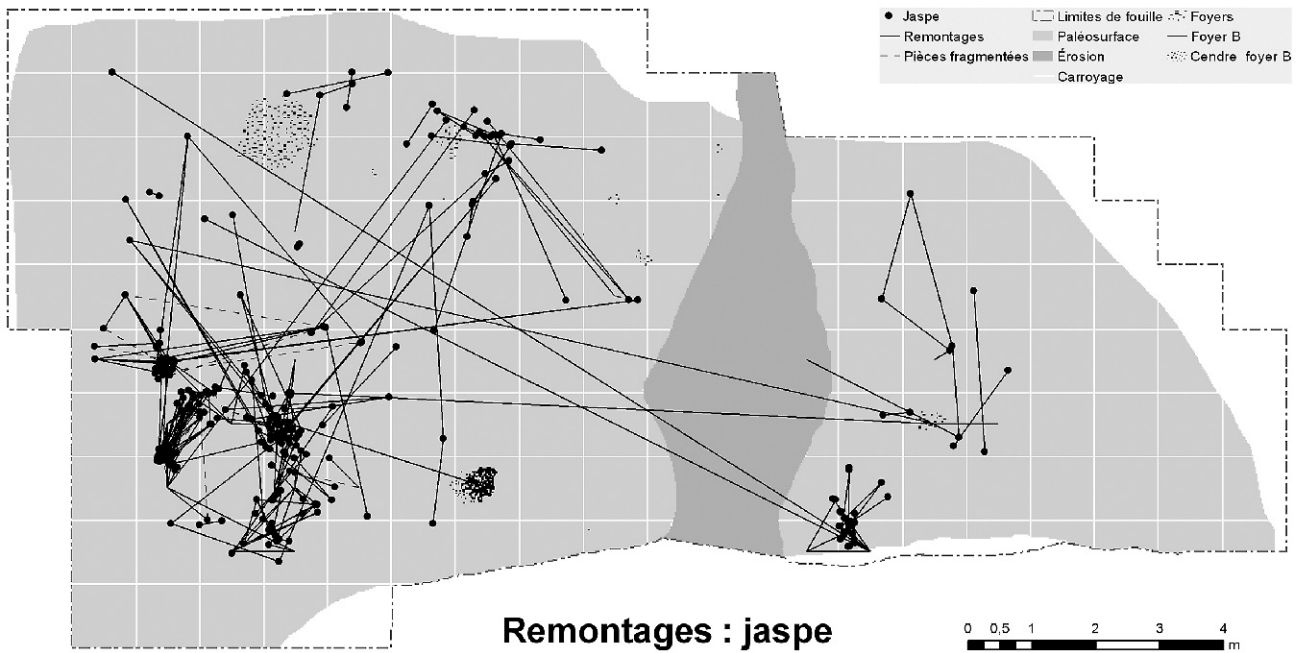 Jaspe
Remontages
Pièces fragmentées
Limites de fouille
Paléosurface
Érosion
Carroyage
Foyers
Foyer B
Cendre foyer B
Remontages : jaspe
0 0,5 1 2 3 4
m